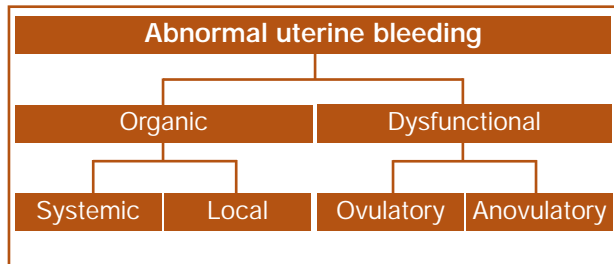 Abnormal uterine bleeding
Organic
Dysfunctional
Systemic
Local
Ovulatory
Anovulatory